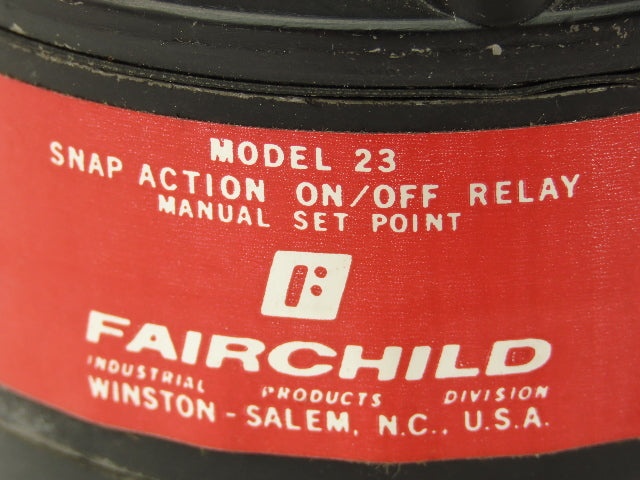 MODEL 23
SNAP ACTION ON/OFF RELAY
MANUAL SET POINT
FAIRCHILD
INDUSTRIAL PRODUCTS DIVISION
WINSTON - SALEM, N.C., U.S.A.